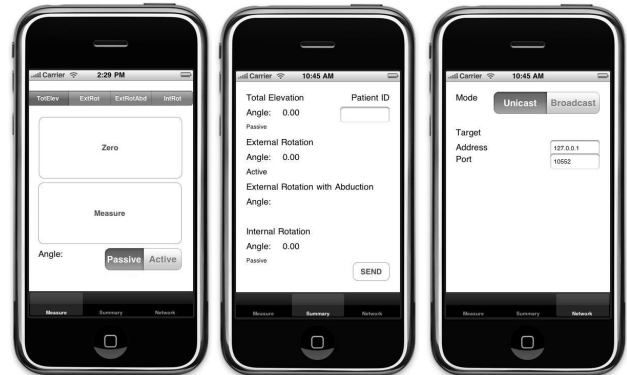 Carrier 2:29 PM
TotElev ExtRot ExtRotAbd IntRot
Zero
Measure
Angle: Passive Active
Measure Summary Network
Carrier 10:45 AM
Total Elevation Patient ID
Angle: 0.00
Passive
External Rotation
Angle: 0.00
Active
External Rotation with Abduction
Angle:
Internal Rotation
Angle: 0.00
Passive
SEND
Measure Summary Network
Carrier 10:45 AM
Mode Unicast Broadcast
Target
Address 127.0.0.1
Port 10552
Measure Summary Network